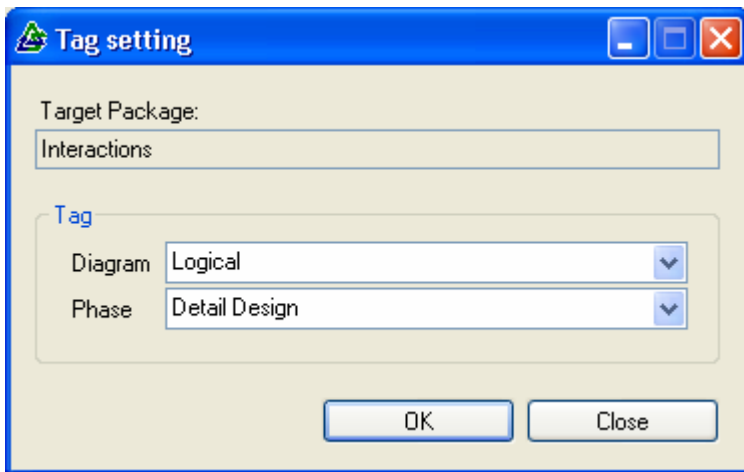 Tag setting
Target Package:
Interactions
Tag
Diagram Logical
Phase Detail Design
OK Close